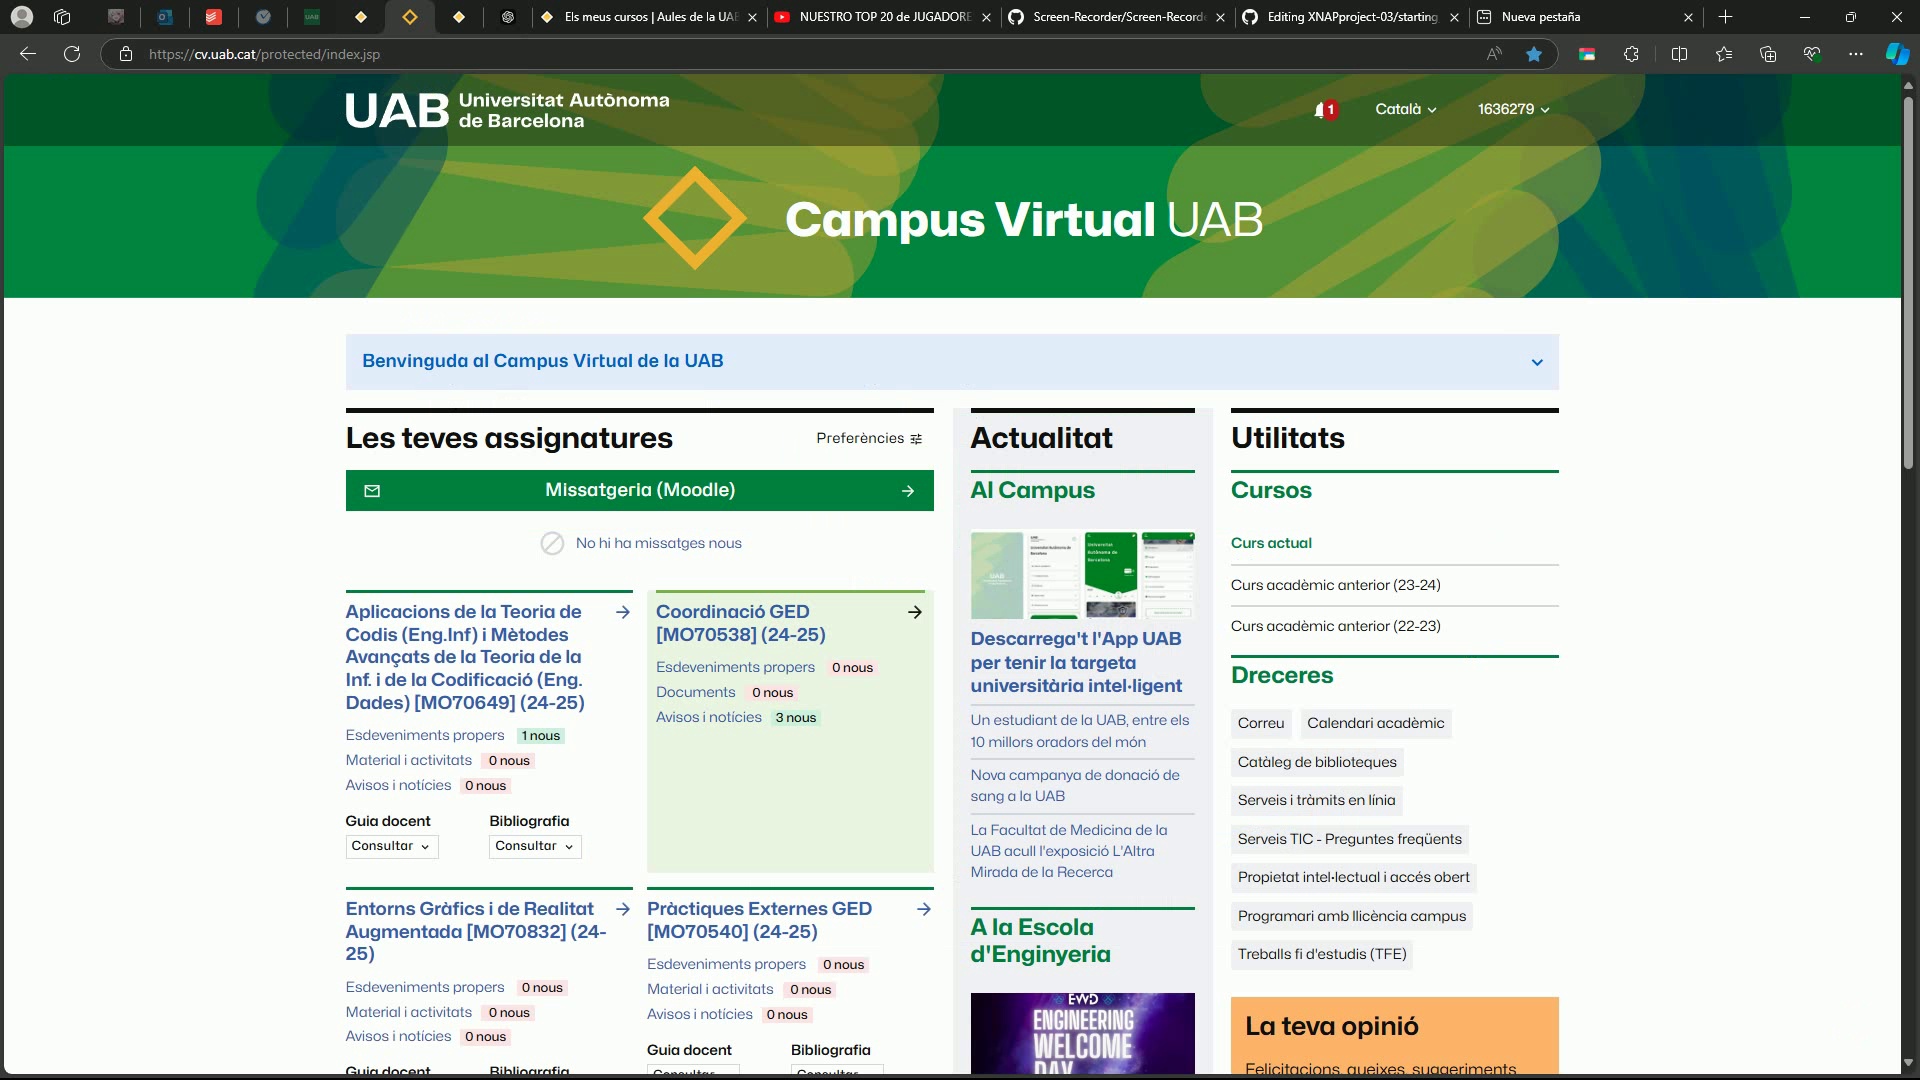 Els meus cursos | Aules de la UAB
NUESTRO TOP 20 de JUGADORE
Screen-Recorder/Screen-Recorde
Editing XNAPproject-03/starting
Nueva pestaña
https://cv.uab.cat/protected/index.jsp
UAB Universitat Autònoma
de Barcelona
1
Català
1636279
Campus Virtual UAB
Benvinguda al Campus Virtual de la UAB
Les teves assignatures
Preferències
Missatgeria (Moodle)
No hi ha missatges nous
Aplicacions de la Teoria de
Codis (Eng.Inf) i Mètodes
Avançats de la Teoria de la
Inf. i de la Codificació (Eng.
Dades) [MO70649] (24-25)
Esdeveniments propers 1 nous
Material i activitats 0 nous
Avisos i notícies 0 nous
Guia docent
Bibliografia
Consultar
Consultar
Coordinació GED
[MO70538] (24-25)
Esdeveniments propers 0 nous
Documents 0 nous
Avisos i notícies 3 nous
Entorns Gràfics i de Realitat
Augmentada [MO70832] (24-
25)
Esdeveniments propers 0 nous
Material i activitats 0 nous
Avisos i notícies 0 nous
Guia docent
Bibliografia
Pràctiques Externes GED
[MO70540] (24-25)
Esdeveniments propers 0 nous
Material i activitats 0 nous
Avisos i notícies 0 nous
Guia docent
Bibliografia
Consultar
Consultar
Actualitat
Al Campus
Descarrega't l'App UAB
per tenir la targeta
universitària intel·ligent
Un estudiant de la UAB, entre els
10 millors oradors del món
Nova campanya de donació de
sang a la UAB
La Facultat de Medicina de la
UAB acull l'exposició L'Altra
Mirada de la Recerca
A la Escola
d'Enginyeria
EWD
ENGINEERING
WELCOME
DAY
Utilitats
Cursos
Curs actual
Curs acadèmic anterior (23-24)
Curs acadèmic anterior (22-23)
Dreceres
Correu
Calendari acadèmic
Catàleg de biblioteques
Serveis i tràmits en línia
Serveis TIC - Preguntes freqüents
Propietat intel·lectual i accés obert
Programari amb llicència campus
Treballs fi d'estudis (TFE)
La teva opinió
Felicitacions, queixes, suggeriments